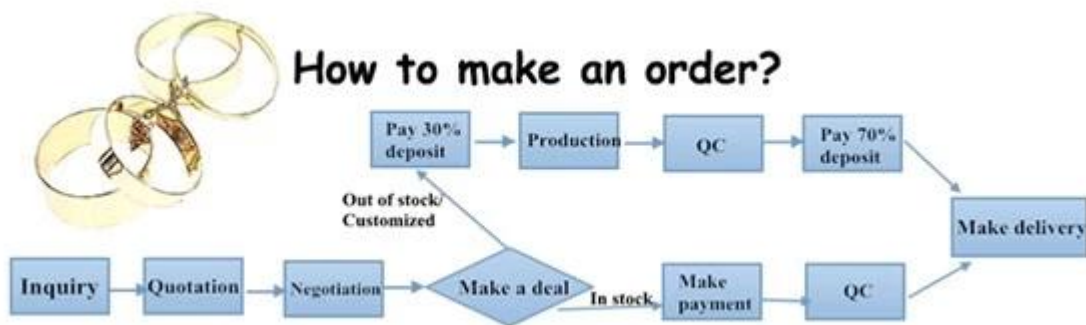 How to make an order?
Pay 30%
deposit
Production
QC
Pay 70%
deposit
Out of stock/
Customized
Make delivery
Inquiry
Quotation
Negotiation
Make a deal
In stock
Make
payment
QC